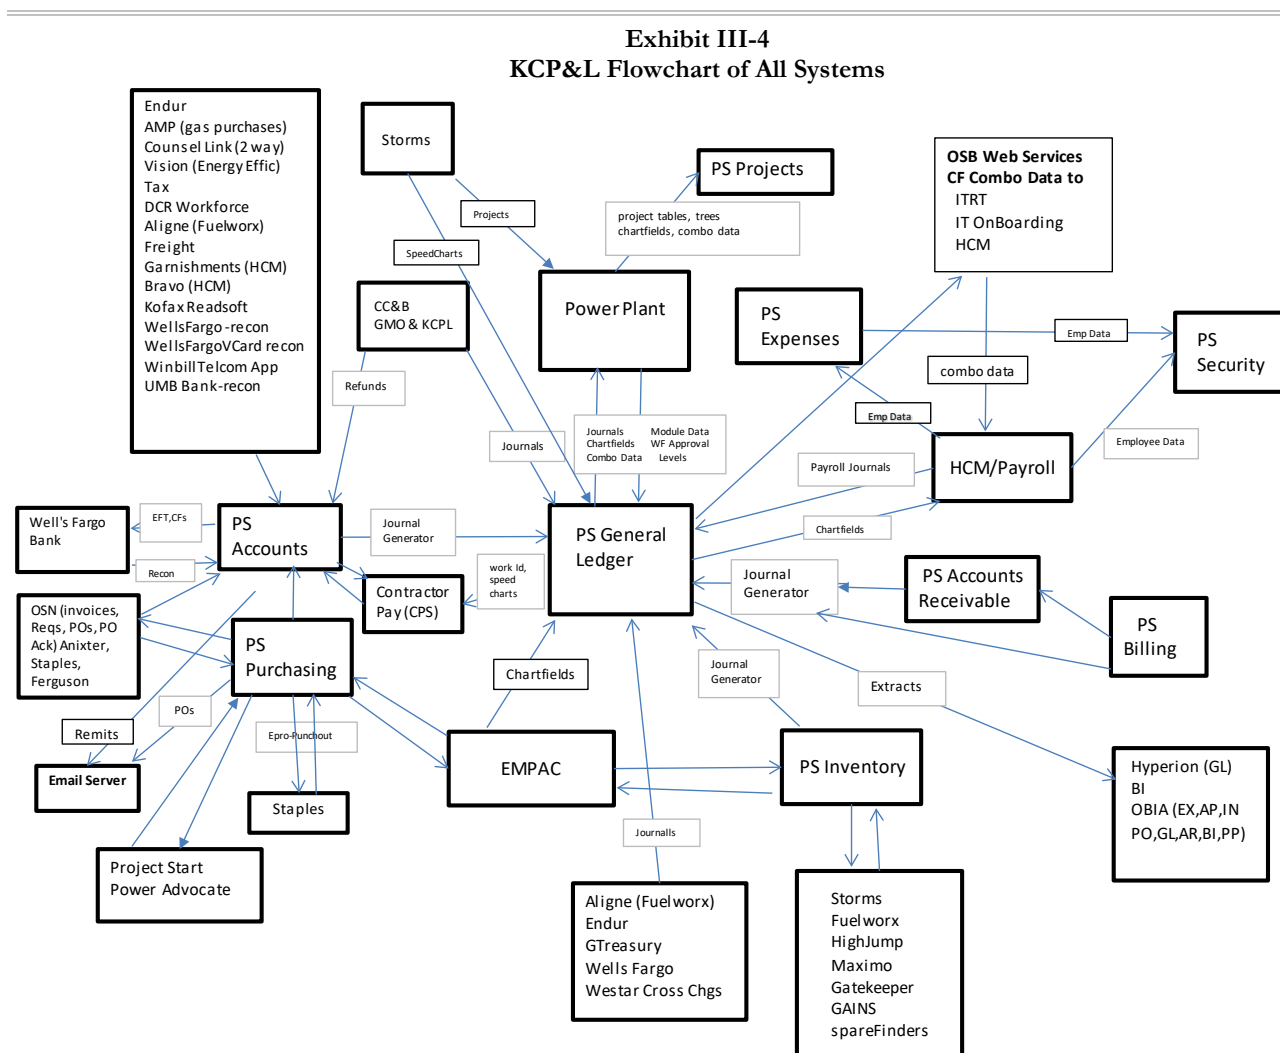 Exhibit III-4
KCP&L Flowchart of All Systems
Endur
AMP (gas purchases)
Counsel Link (2 way)
Vision (Energy Effic)
Tax
DCR Workforce
Aligne (Fuelworx)
Freight
Garnishments (HCM)
Bravo (HCM)
Kofax Readsoft
WellsFargo -recon
WellsFargoVCard recon
WinbillTelcom App
UMB Bank-recon
Storms
PS Projects
OSB Web Services
CF Combo Data to
ITRT
IT OnBoarding
HCM
Projects
project tables, trees
chartfields, combo data
SpeedCharts
CC&B
GMO & KCPL
Power Plant
PS
Expenses
Emp Data
PS
Security
Refunds
combo data
Emp Data
Journals
Journals
Chartfields
Combo Data
Module Data
WF Approval
Levels
Employee Data
Payroll Journals
HCM/Payroll
Well's Fargo
Bank
EFT,CFs
PS
Accounts
Journal
Generator
PS General
Ledger
Chartfields
Recon
Contractor
Pay (CPS)
work Id,
speed
charts
Journal
Generator
PS Accounts
Receivable
OSN (invoices,
Reqs, POs, PO
Ack) Anixter,
Staples,
Ferguson
PS
Purchasing
PS
Billing
Chartfields
Journal
Generator
Extracts
POs
Remits
Epro-Punchout
Email Server
EMPAC
PS Inventory
Hyperion (GL)
BI
OBIA (EX,AP,IN
PO,GL,AR,BI,PP)
Staples
Journalls
Project Start
Power Advocate
Aligne (Fuelworx)
Endur
GTreasury
Wells Fargo
Westar Cross Chgs
Storms
Fuelworx
HighJump
Maximo
Gatekeeper
GAINS
spareFinders